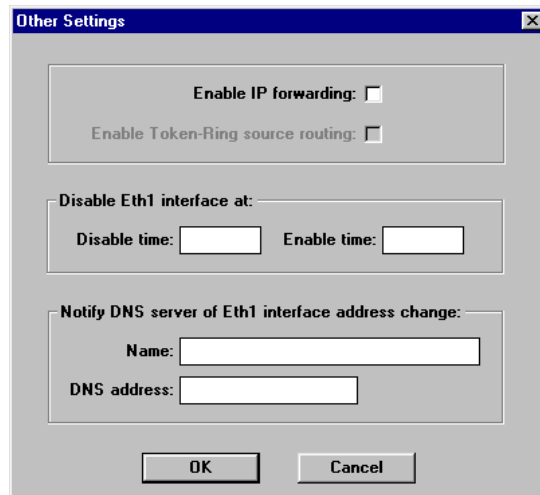 Other Settings
Enable IP forwarding:
Enable Token-Ring source routing:
Disable Eth1 interface at:
Disable time: Enable time:
Notify DNS server of Eth1 interface address change:
Name:
DNS address:
OK Cancel